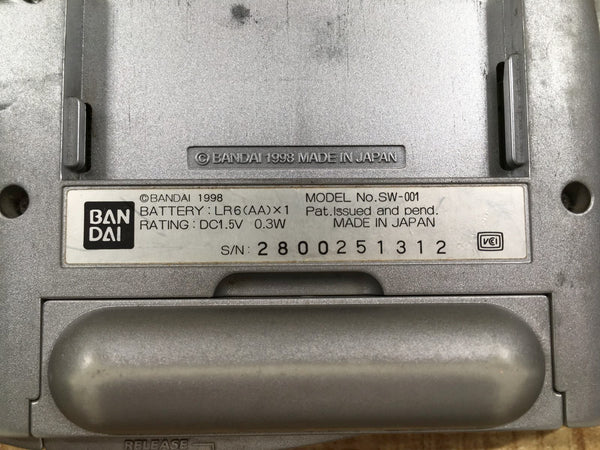 © BANDAI 1998 MADE IN JAPAN
BAN
DAI
©BANDAI 1998
BATTERY: LR6(AA)×1
RATING: DC1.5V 0.3W
MODEL No.SW-001
Pat.Issued and pend.
MADE IN JAPAN
S/N: 2800251312
VCI
RELEASE